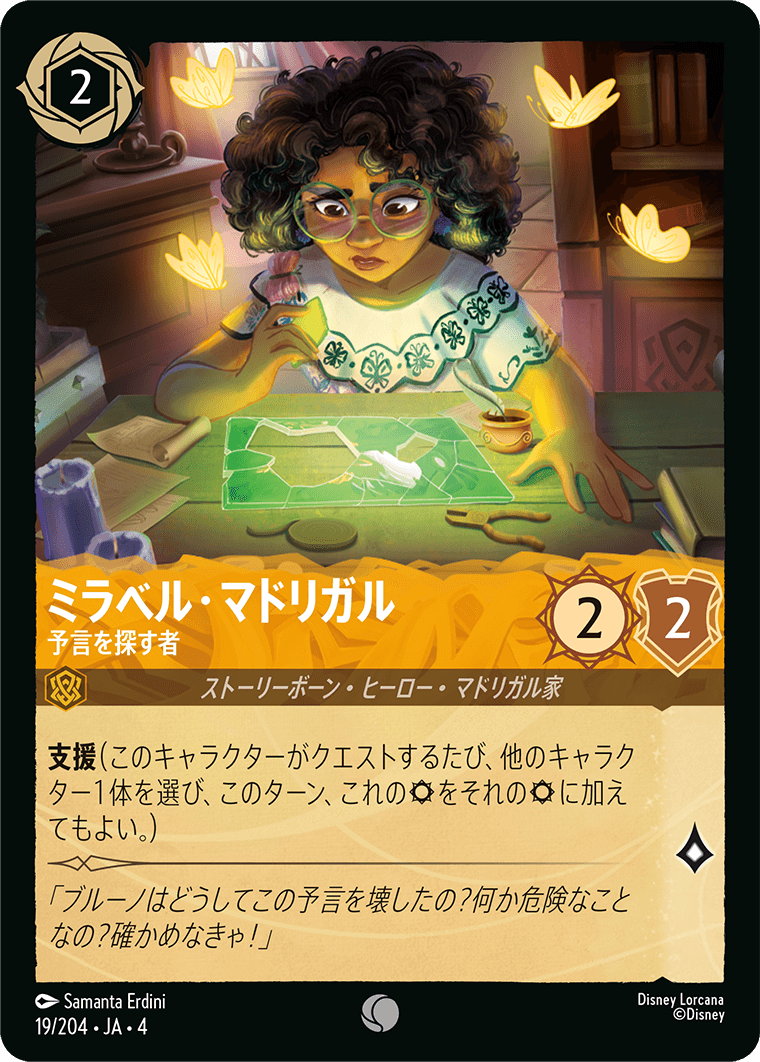 2
ミラベル・マドリガル
予言を探す者
2
2
ストーリーボーン・ヒーロー・マドリガル家
支援(このキャラクターがクエストするたび、他のキャラク
ター1体を選び、このターン、これの をそれの に加え
てもよい。)
「ブルーノはどうしてこの予言を壊したの?何か危険なこと
なの?確かめなきゃ!」
Samanta Erdini
19/204・JA・4
Disney Lorcana
©Disney